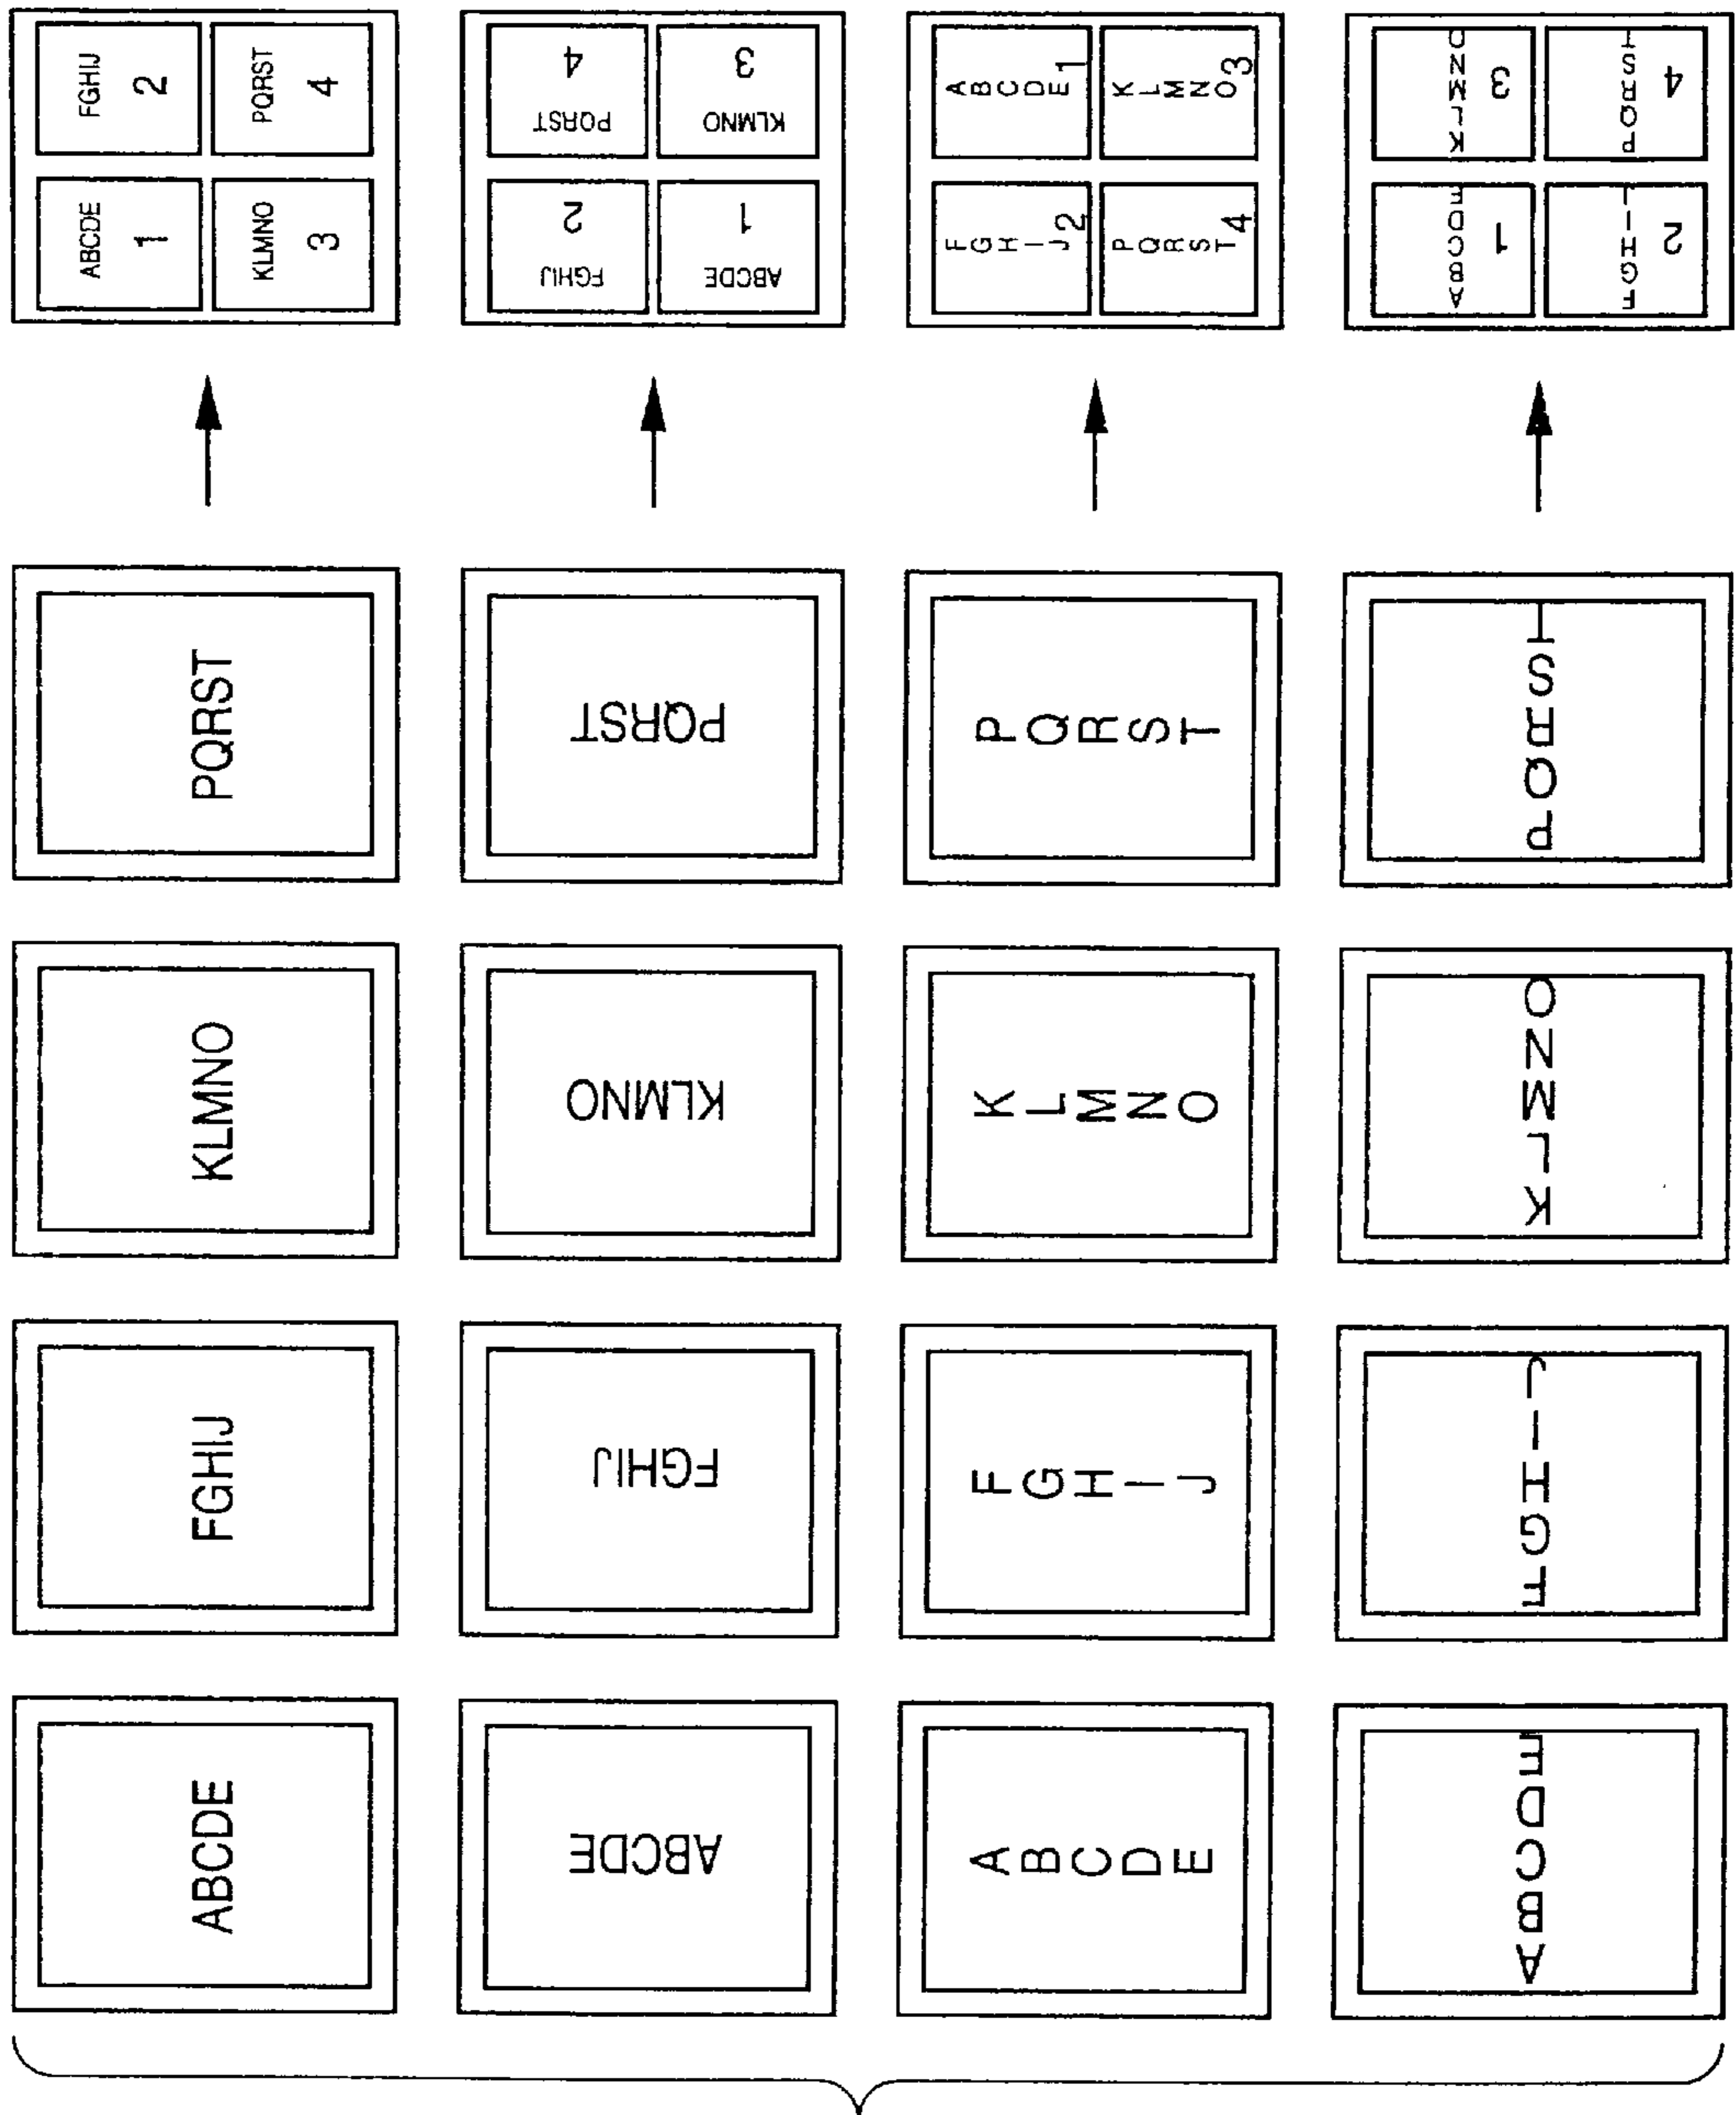 ABCDE
FGHIJ
KLMNO
PQRST
ABCDE
1
FGHIJ
2
KLMNO
3
PQRST
4
ABCDE
FGHIJ
KLMNO
PQRST
FGHIJ
2
PQRST
4
ABCDE
1
KLMNO
3
ABCDE
FGHIJ
KLMNO
PQRST
FGHIJ
2
ABCDE
1
PQRST
4
KLMNO
3
ABCDE
FGHIJ
KLMNO
PQRST
ABCDE
1
KLMNO
3
FGHIJ
2
PQRST
4